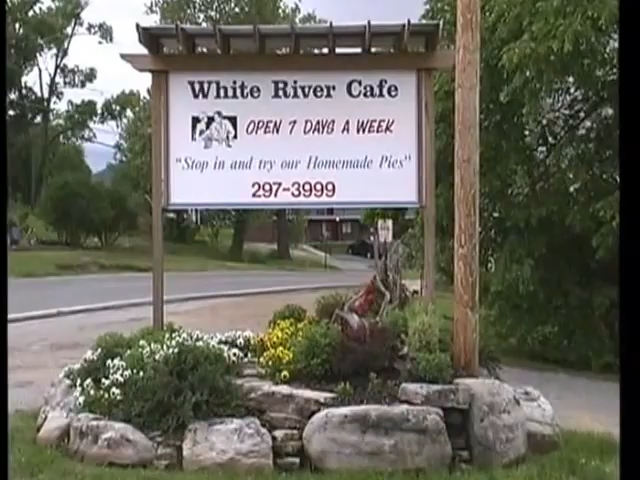 White River Cafe
OPEN 7 DAYS A WEEK
"Stop in and try our Homemade Pies"
297-3999